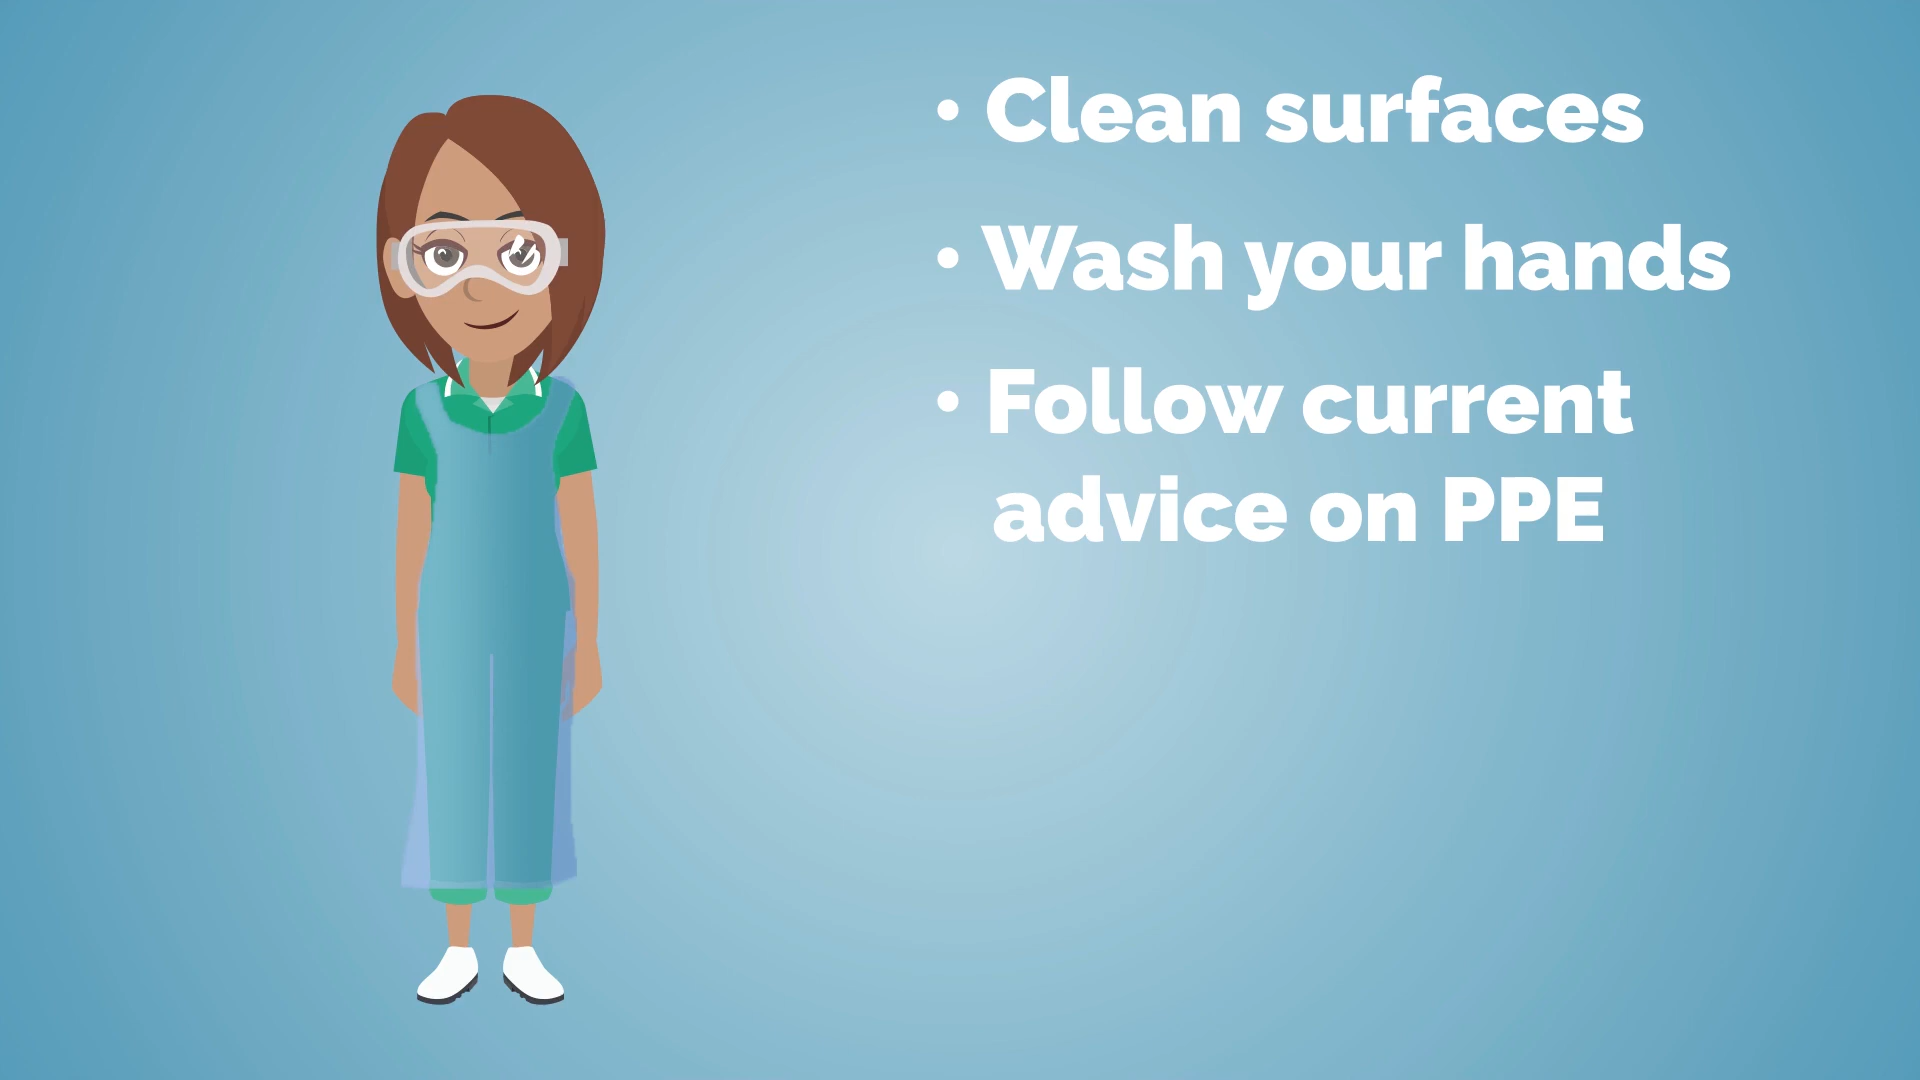 • Clean surfaces
• Wash your hands
• Follow current
advice on PPE